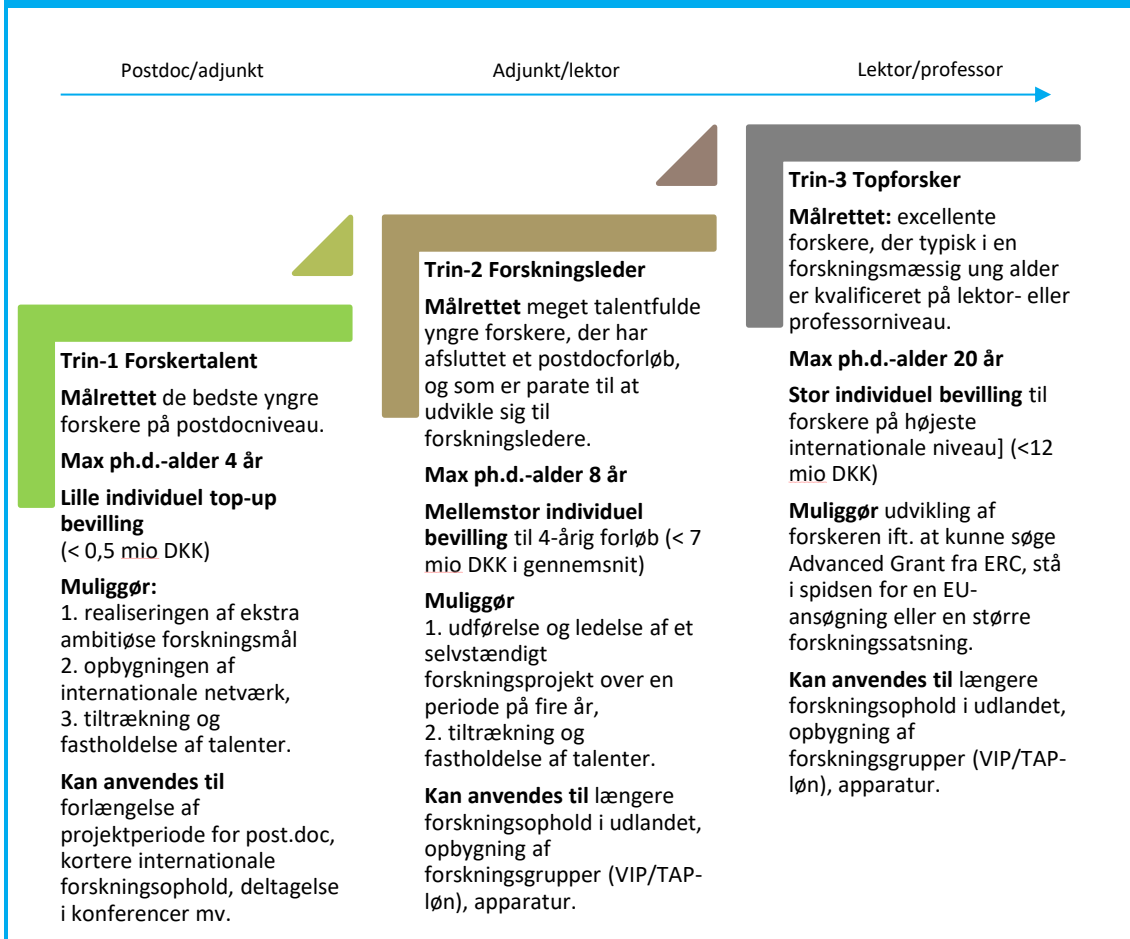 Postdoc/adjunkt
Adjunkt/lektor
Lektor/professor
Trin-1 Forskertalent
Målrettet de bedste yngre
forskere på postdocniveau.
Max ph.d.-alder 4 år
Lille individuel top-up
bevilling
(< 0,5 mio DKK)
Muliggør:
1. realiseringen af ekstra
ambitiøse forskningsmål
2. opbygningen af
internationale netværk,
3. tiltrækning og
fastholdelse af talenter.
Kan anvendes til
forlængelse af
projektperiode for post.doc,
kortere internationale
forskningsophold, deltagelse
i konferencer mv.
Trin-2 Forskningsleder
Målrettet meget talentfulde
yngre forskere, der har
afsluttet et postdocforløb,
og som er parate til at
udvikle sig til
forskningsledere.
Max ph.d.-alder 8 år
Mellemstor individuel
bevilling til 4-årig forløb (< 7
mio DKK i gennemsnit)
Muliggør
1. udførelse og ledelse af et
selvstændigt
forskningsprojekt over en
periode på fire år,
2. tiltrækning og
fastholdelse af talenter.
Kan anvendes til længere
forskningsophold i udlandet,
opbygning af
forskningsgrupper (VIP/TAP-
løn), apparatur.
Trin-3 Topforsker
Målrettet: excellente
forskere, der typisk i en
forskningsmæssig ung alder
er kvalificeret på lektor- eller
professorniveau.
Max ph.d.-alder 20 år
Stor individuel bevilling til
forskere på højeste
internationale niveau] (<12
mio DKK)
Muliggør udvikling af
forskeren ift. at kunne søge
Advanced Grant fra ERC, stå
i spidsen for en EU-
ansøgning eller en større
forskningssatsning.
Kan anvendes til længere
forskningsophold i udlandet,
opbygning af
forskningsgrupper (VIP/TAP-
løn), apparatur.